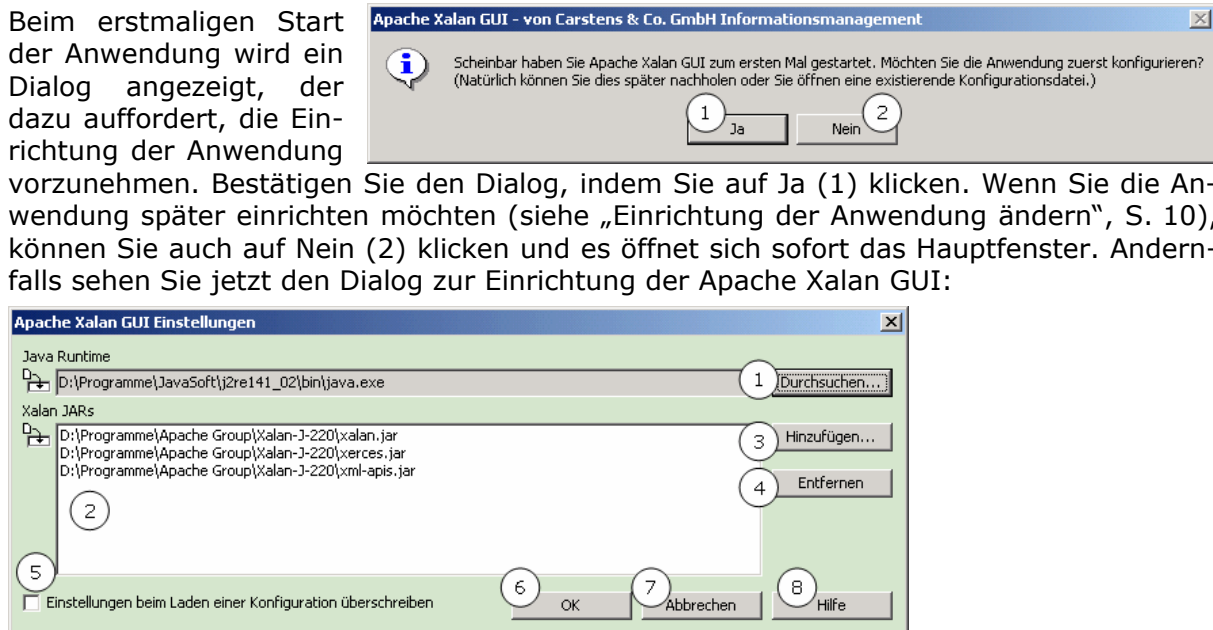 Beim erstmaligen Start
der Anwendung wird ein
Dialog angezeigt, der
dazu auffordert, die Ein-
richtung der Anwendung
Apache Xalan GUI - von Carstens & Co. GmbH Informationsmanagement
Scheinbar haben Sie Apache Xalan GUI zum ersten Mal gestartet. Möchten Sie die Anwendung zuerst konfigurieren?
(Natürlich können Sie dies später nachholen oder Sie öffnen eine existierende Konfigurationsdatei.)
1 Ja 2 Nein
vorzunehmen. Bestätigen Sie den Dialog, indem Sie auf Ja (1) klicken. Wenn Sie die An-
wendung später einrichten möchten (siehe „Einrichtung der Anwendung ändern“, S. 10),
können Sie auch auf Nein (2) klicken und es öffnet sich sofort das Hauptfenster. Andern-
falls sehen Sie jetzt den Dialog zur Einrichtung der Apache Xalan GUI:
Apache Xalan GUI Einstellungen
Java Runtime
D:\Programme\JavaSoft\j2re141_02\bin\java.exe 1 Durchsuchen...
Xalan JARs
D:\Programme\Apache Group\Xalan-J-220\xalan.jar 3 Hinzufügen...
D:\Programme\Apache Group\Xalan-J-220\xerces.jar
D:\Programme\Apache Group\Xalan-J-220\xml-apis.jar
4 Entfernen
2
5
Einstellungen beim Laden einer Konfiguration überschreiben 6 OK 7 Abbrechen 8 Hilfe